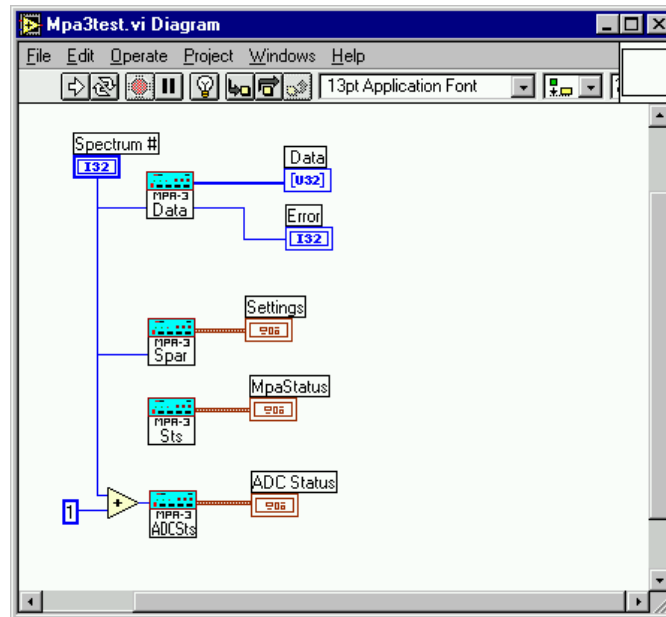 Mpa3test.vi Diagram
File Edit Operate Project Windows Help
13pt Application Font
Spectrum #
I32
Data
[U32]
MPA-3
Data
Error
I32
Settings
MPA-3
Spar
MpaStatus
MPA-3
Sts
ADC Status
1
+
MPA-3
ADCSts